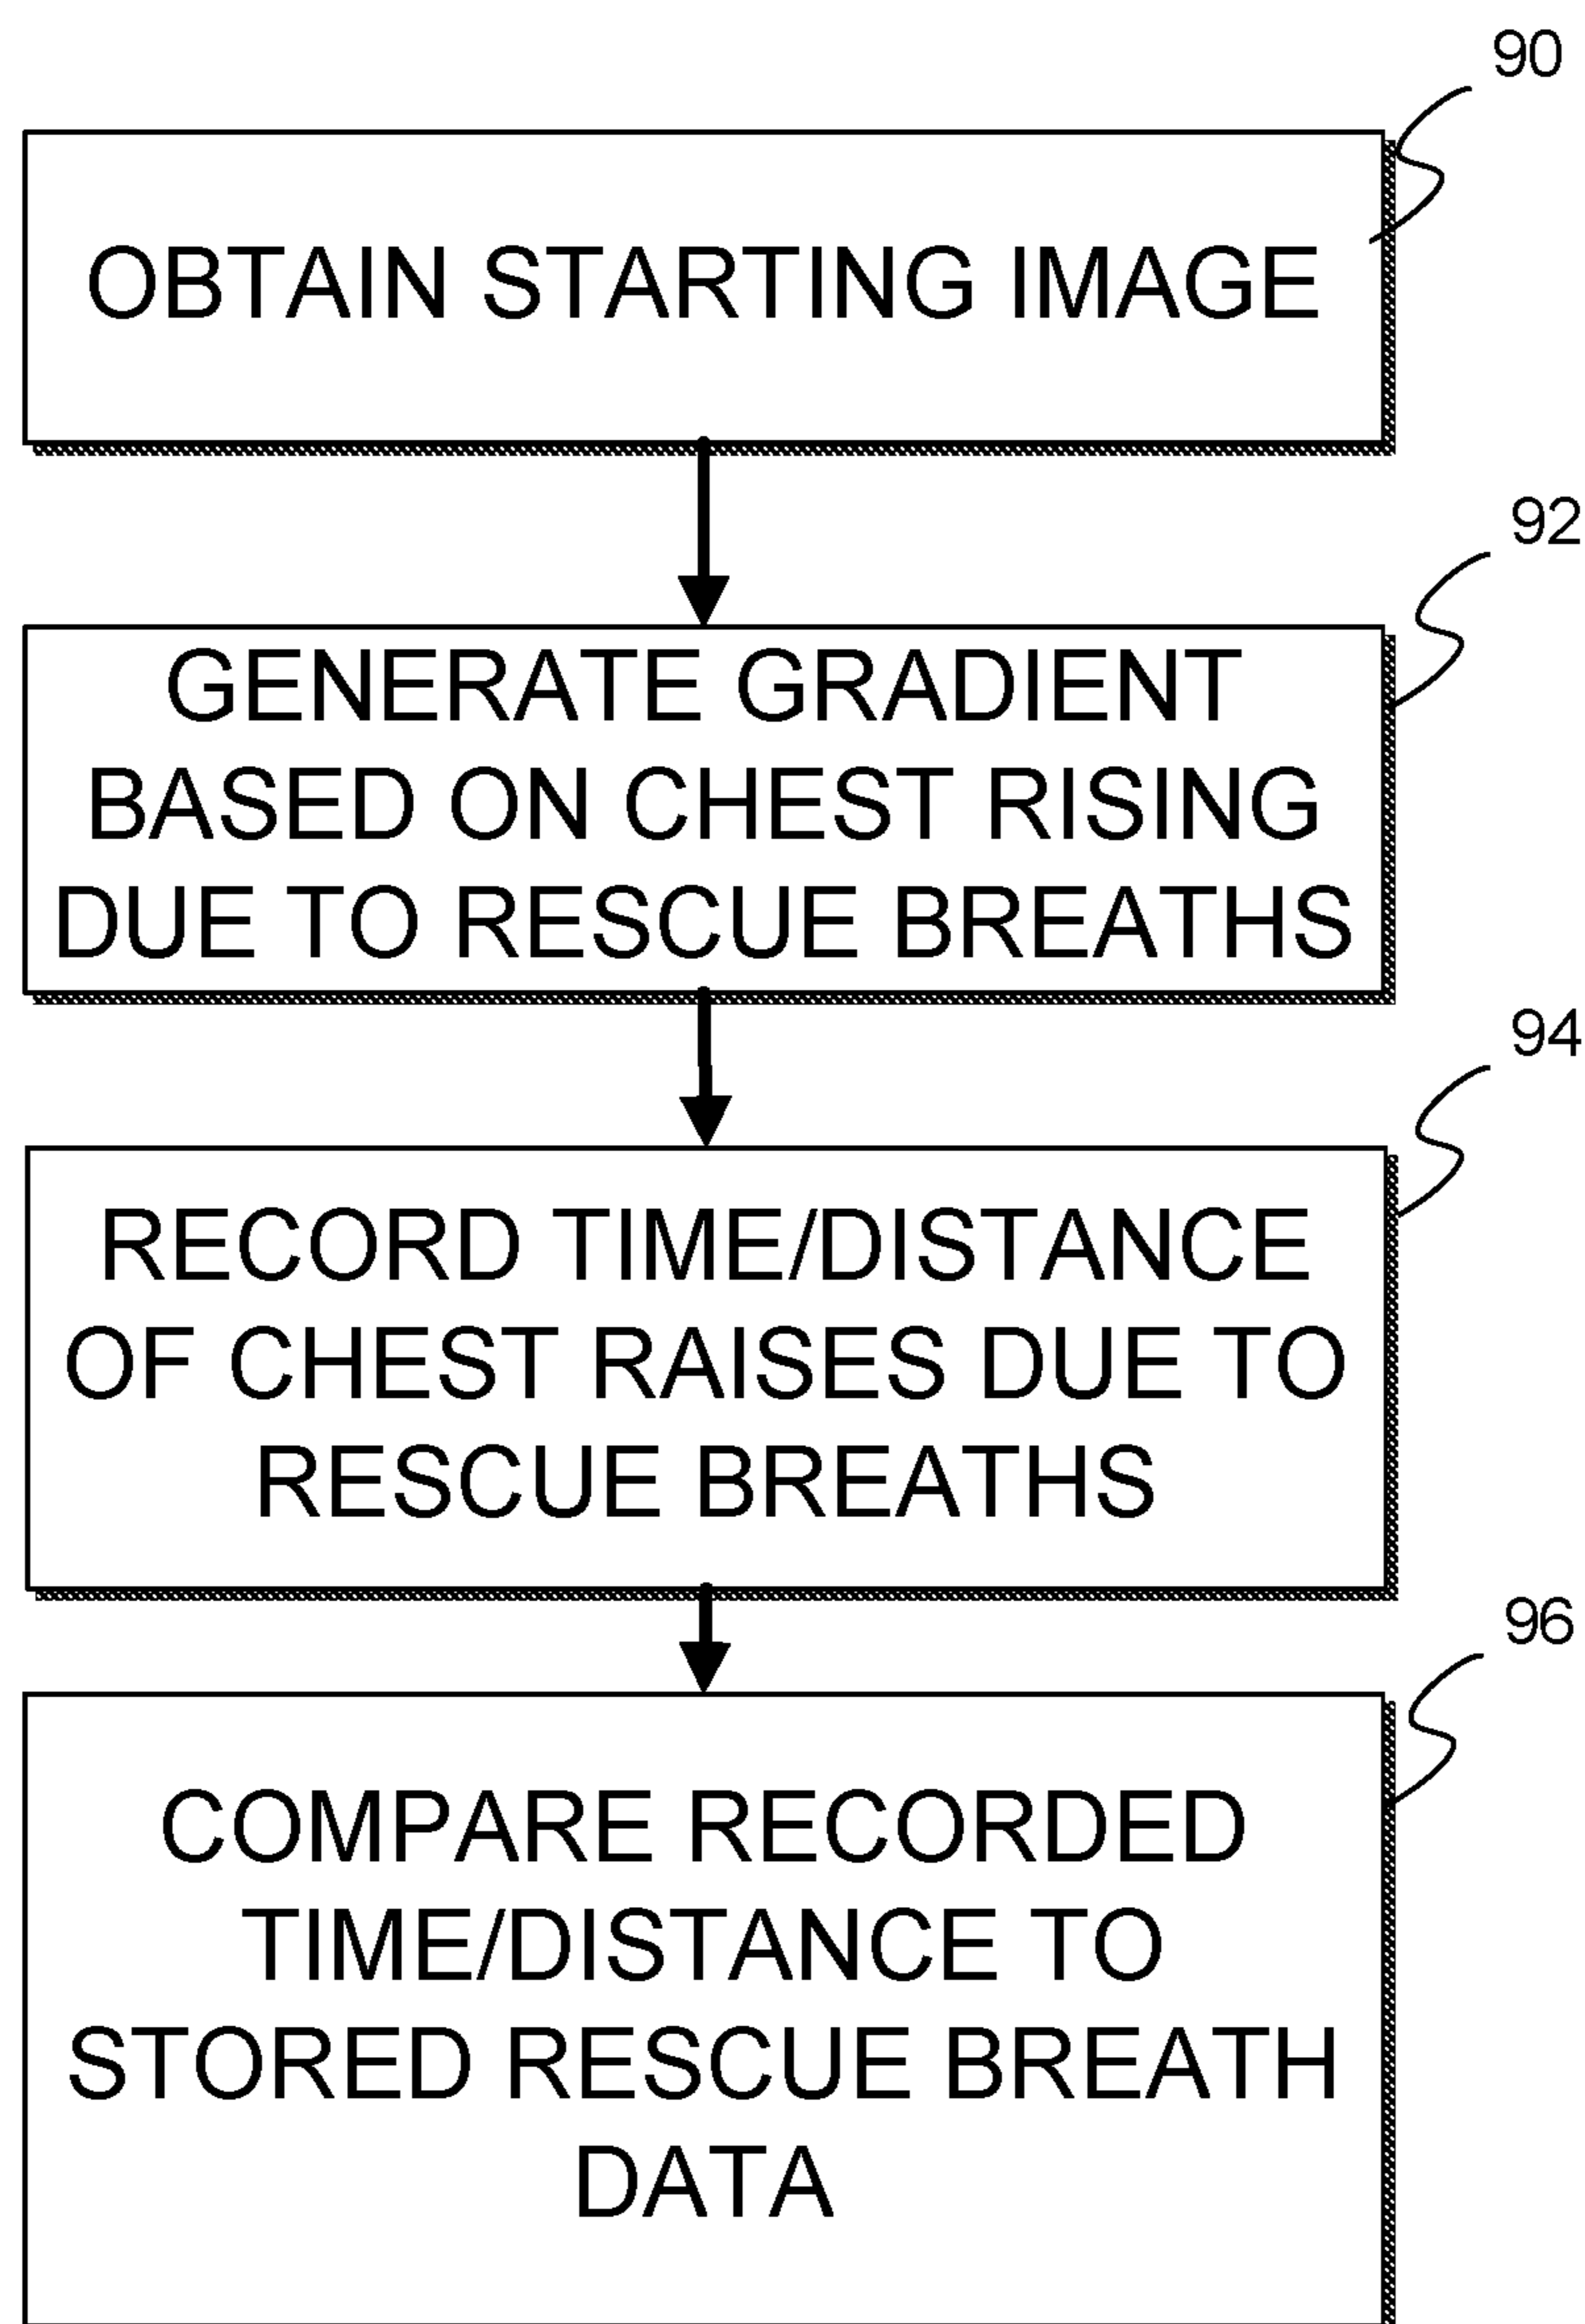 90
OBTAIN STARTING IMAGE
92
GENERATE GRADIENT
BASED ON CHEST RISING
DUE TO RESCUE BREATHS
94
RECORD TIME/DISTANCE
OF CHEST RAISES DUE TO
RESCUE BREATHS
96
COMPARE RECORDED
TIME/DISTANCE TO
STORED RESCUE BREATH
DATA